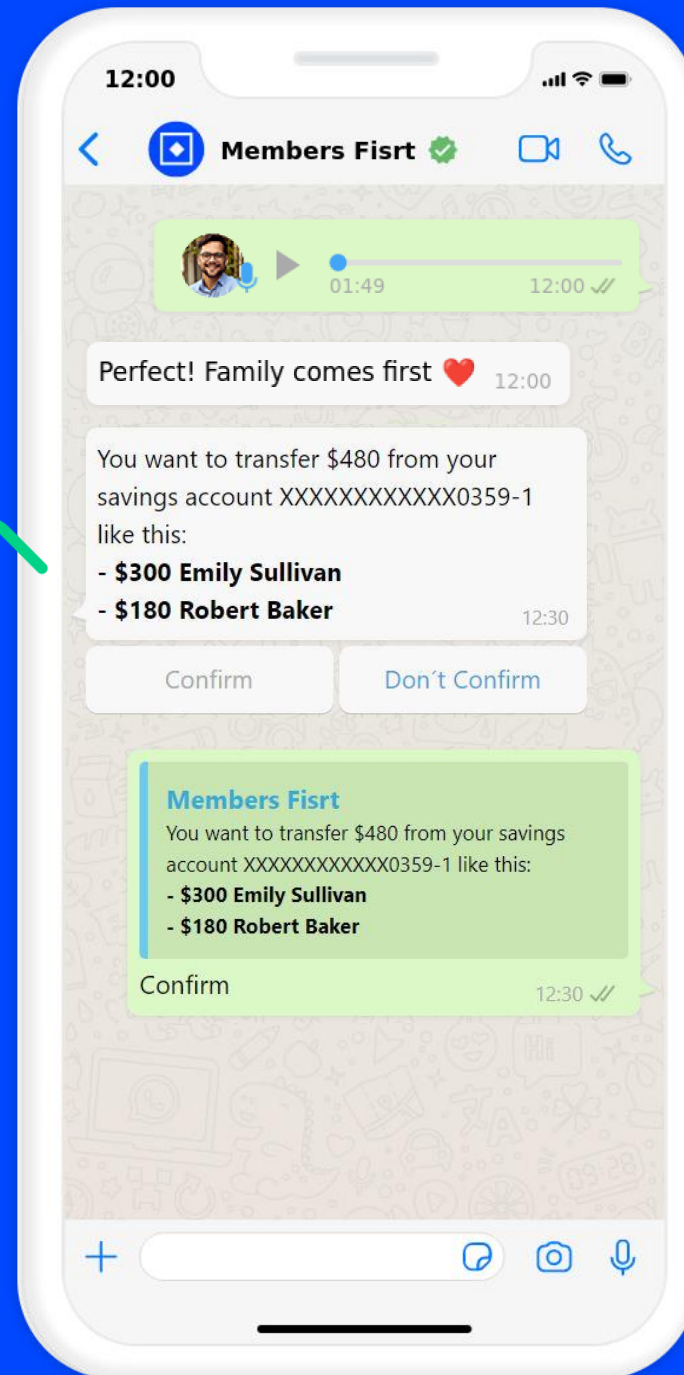 12:00
Members Fisrt
01:49 12:00
Perfect! Family comes first ❤️ 12:00
You want to transfer $480 from your
savings account XXXXXXXXXXXX0359-1
like this:
- $300 Emily Sullivan
- $180 Robert Baker 12:30
Confirm Don´t Confirm
Members Fisrt
You want to transfer $480 from your savings
account XXXXXXXXXXXX0359-1 like this:
- $300 Emily Sullivan
- $180 Robert Baker
Confirm 12:30